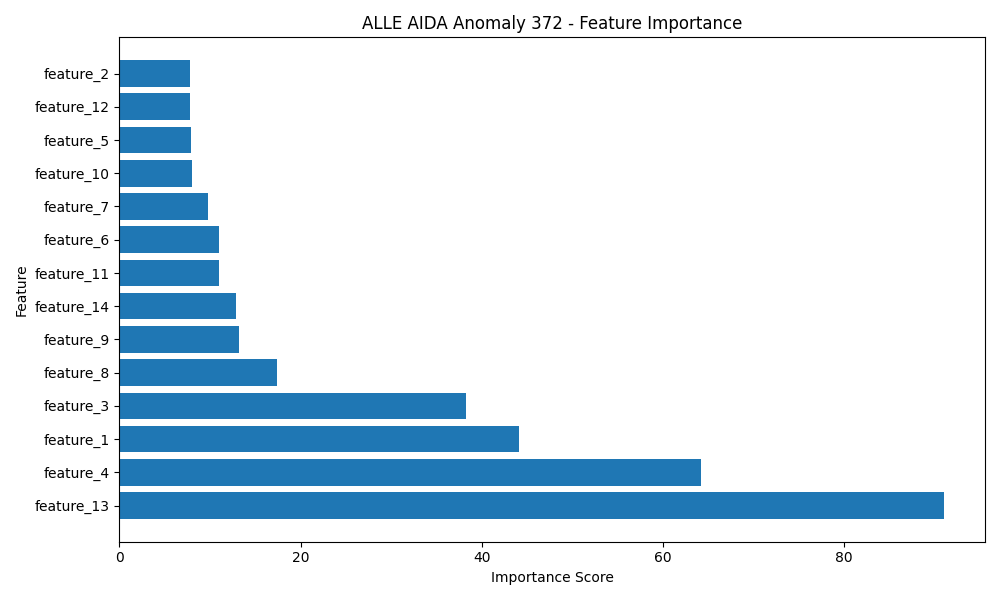 ALLE AIDA Anomaly 372 - Feature Importance
feature_2
feature_12
feature_5
feature_10
feature_7
feature_6
feature_11
feature_14
feature_9
feature_8
feature_3
feature_1
feature_4
feature_13
Feature
0 20 40 60 80
Importance Score